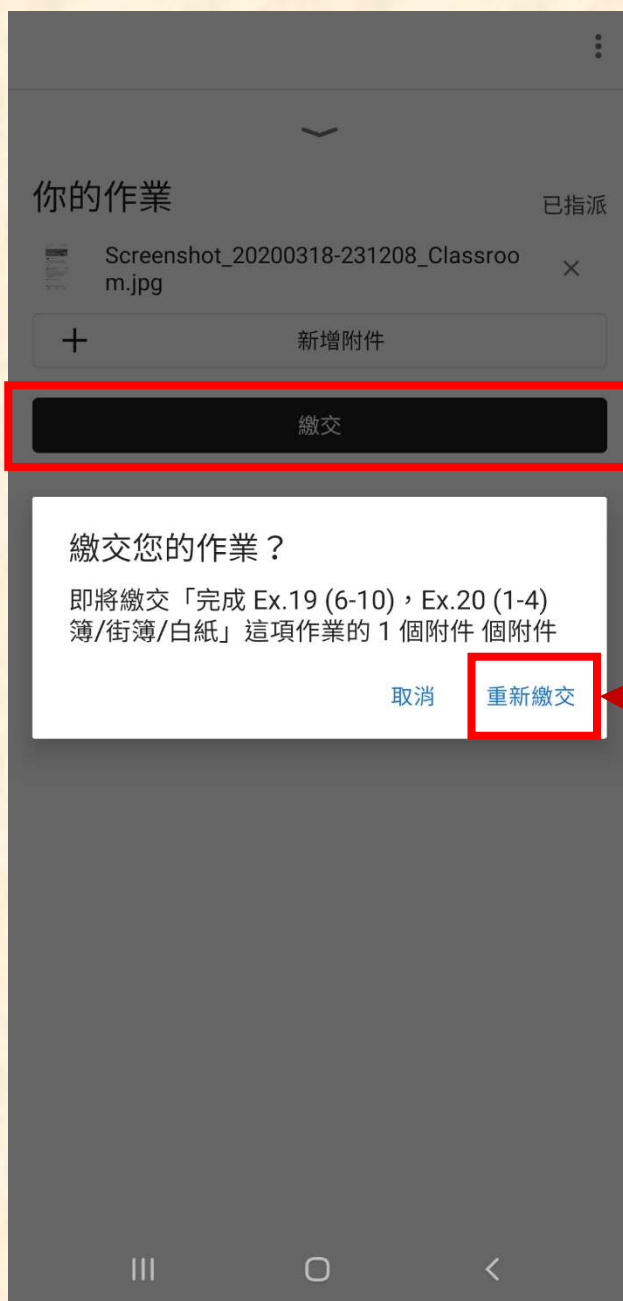 你的作業
已指派
Screenshot_20200318-231208_Classroo
m.jpg
新增附件
繳交
繳交您的作業？
即將繳交「完成 Ex.19 (6-10)，Ex.20 (1-4)
簿/街簿/白紙」這項作業的 1 個附件 個附件
取消
重新繳交